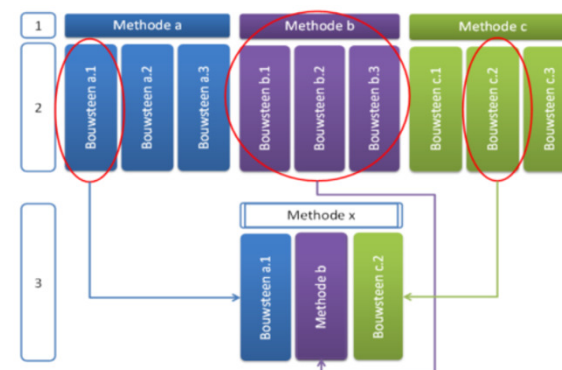 1
Methode a
Methode b
Methode c
2
Bouwsteen a.1
Bouwsteen a.2
Bouwsteen a.3
Bouwsteen b.1
Bouwsteen b.2
Bouwsteen b.3
Bouwsteen c.1
Bouwsteen c.2
Bouwsteen c.3
3
Methode x
Bouwsteen a.1
Methode b
Bouwsteen c.2